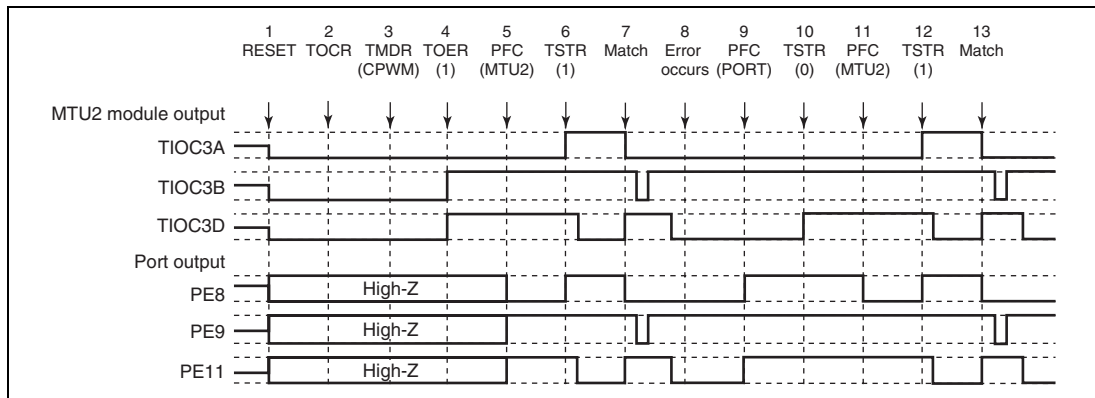 1 2 3 4 5 6 7 8 9 10 11 12 13
RESET TOCR TMDR TOER PFC TSTR Match Error PFC TSTR PFC TSTR Match
(CPWM) (1) (MTU2) (1) occurs (PORT) (0) (MTU2) (1)
MTU2 module output
TIOC3A
TIOC3B
TIOC3D
Port output
PE8 High-Z
PE9 High-Z
PE11 High-Z